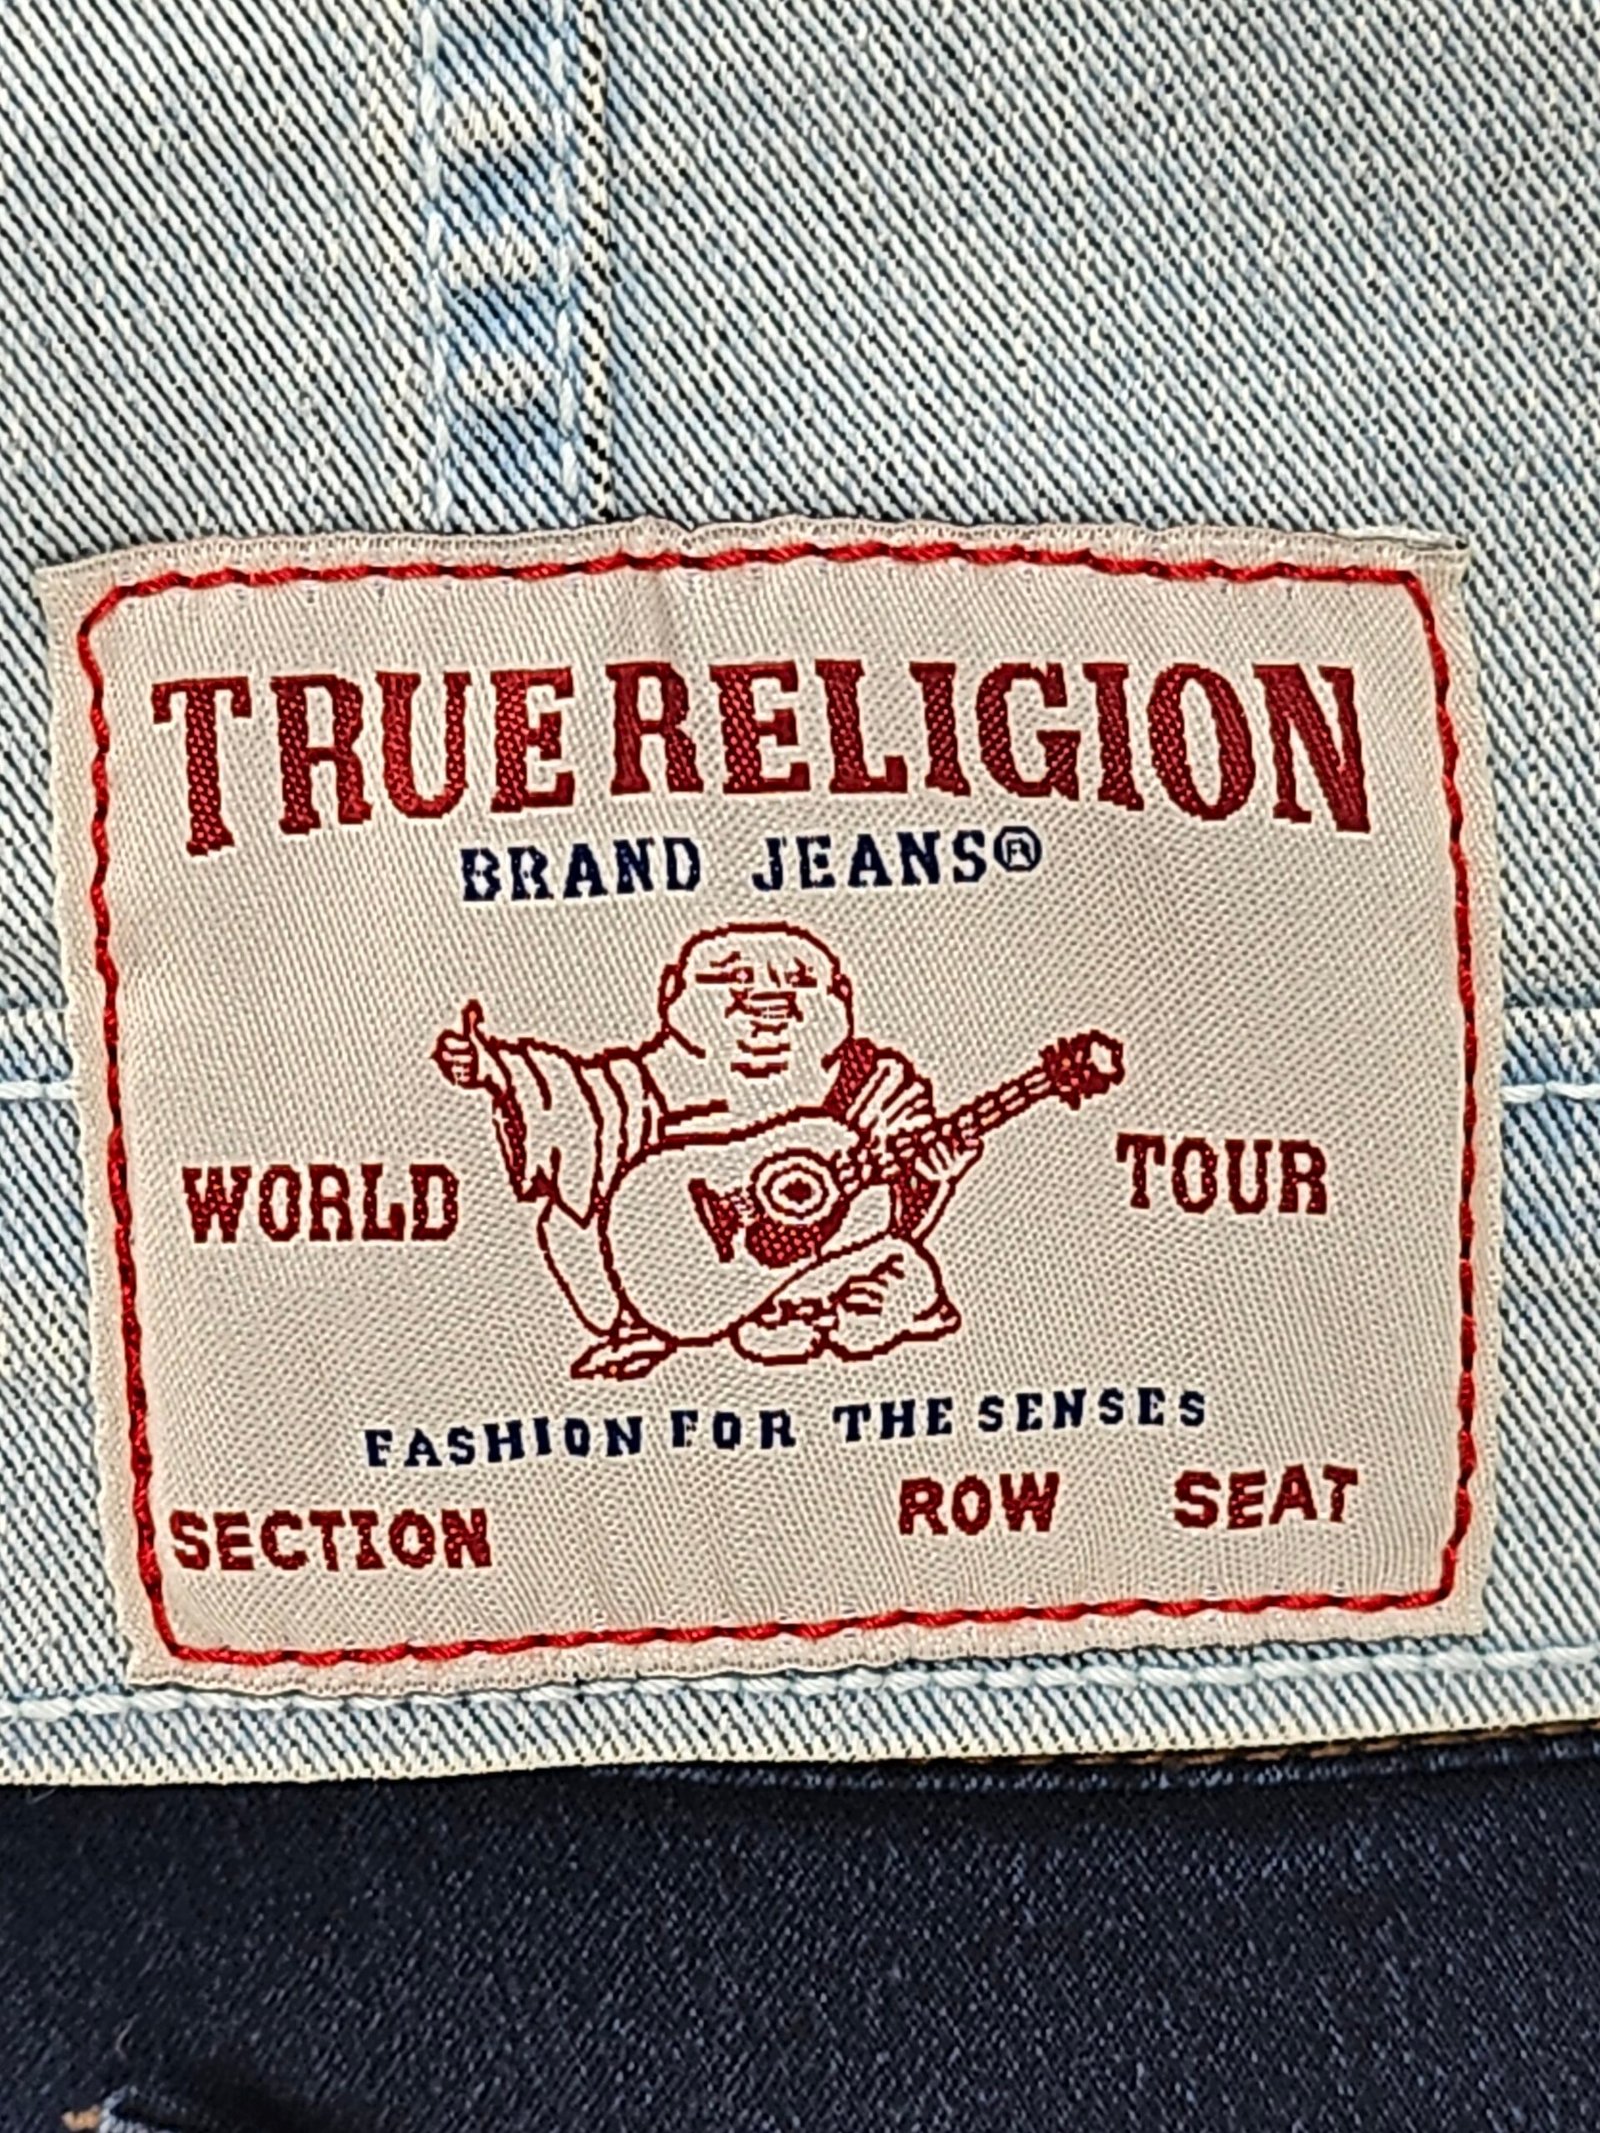 TRUE RELIGION
BRAND JEANS®
WORLD TOUR
FASHION FOR THE SENSES
SECTION ROW SEAT